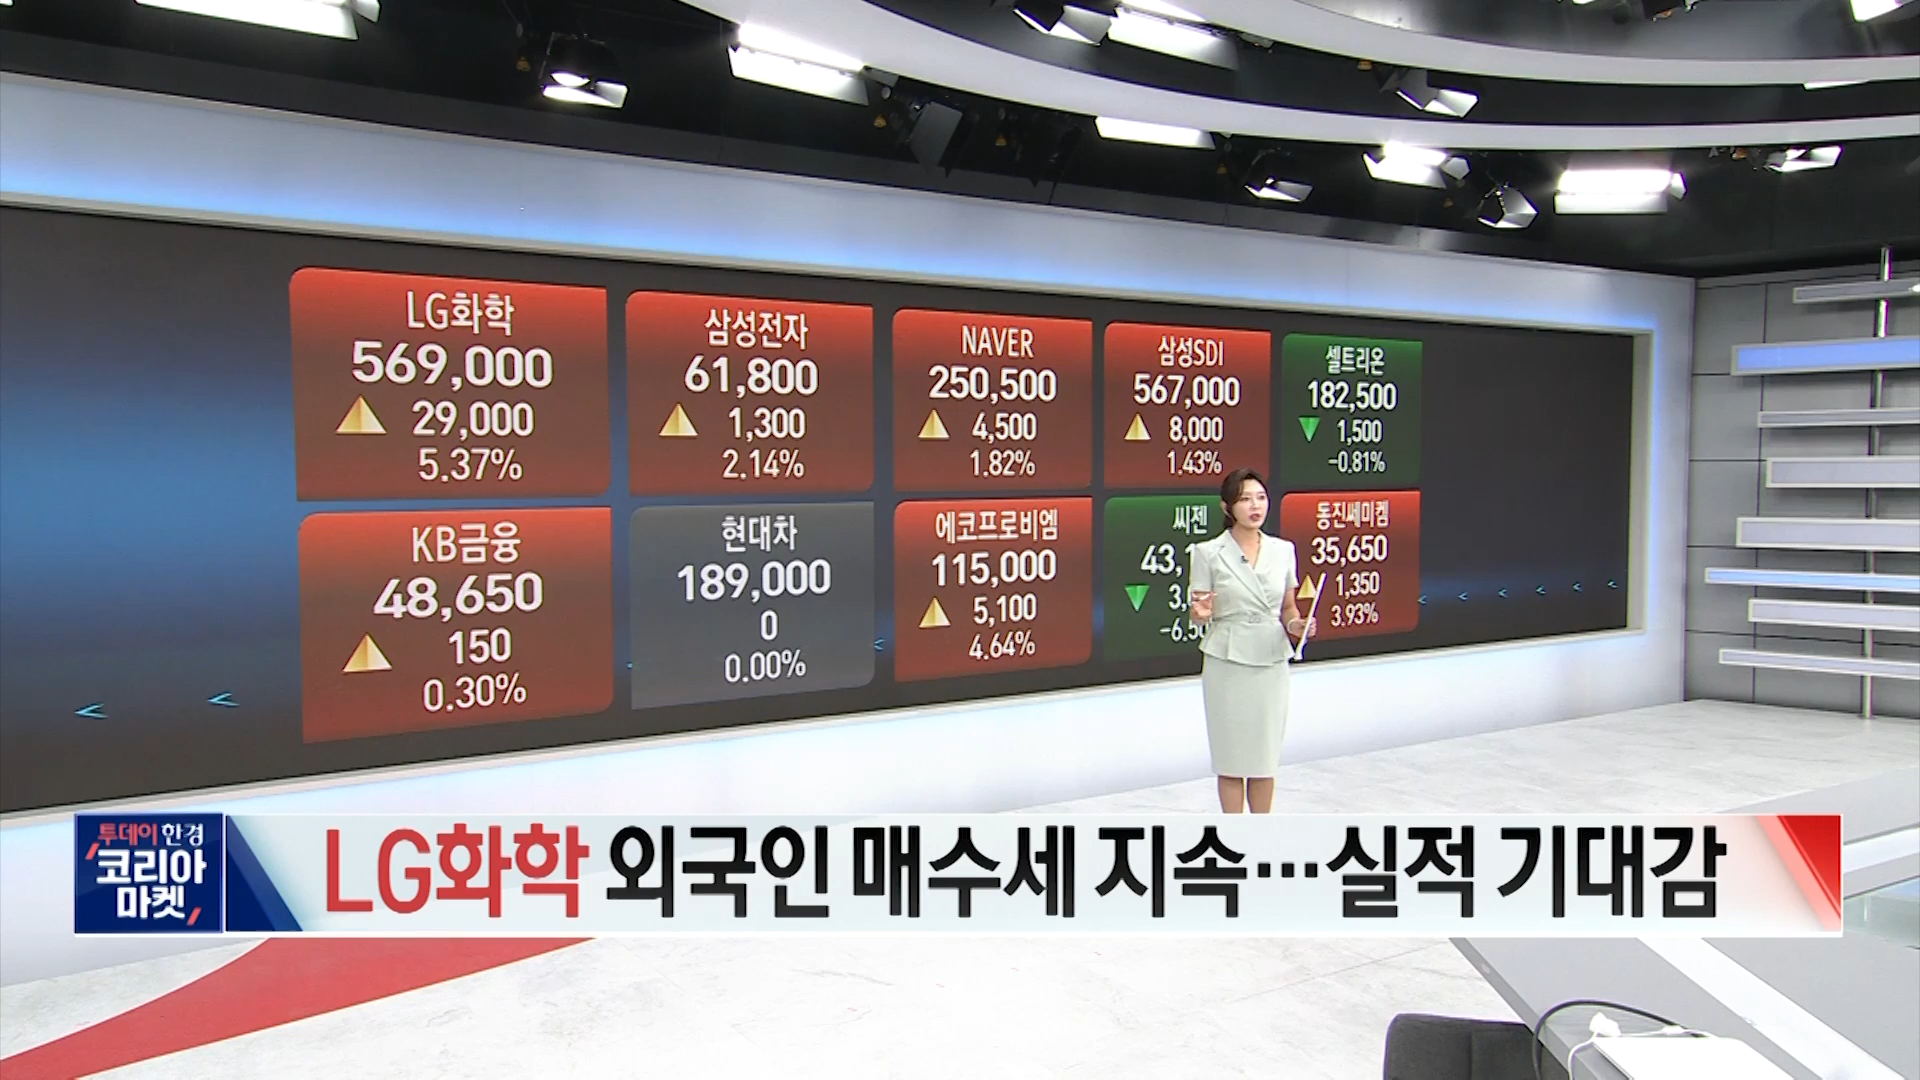 LG화학
569,000
29,000
5.37%
삼성전자
61,800
1,300
2.14%
NAVER
250,500
4,500
1.82%
삼성SDI
567,000
8,000
1.43%
셀트리온
182,500
1,500
-0.81%
KB금융
48,650
150
0.30%
현대차
189,000
0
0.00%
에코프로비엠
115,000
5,100
4.64%
씨젠
동진쎄미켐
35,650
1,350
3.93%
투데이 한경
코리아
마켓
LG화학 외국인 매수세 지속…실적 기대감